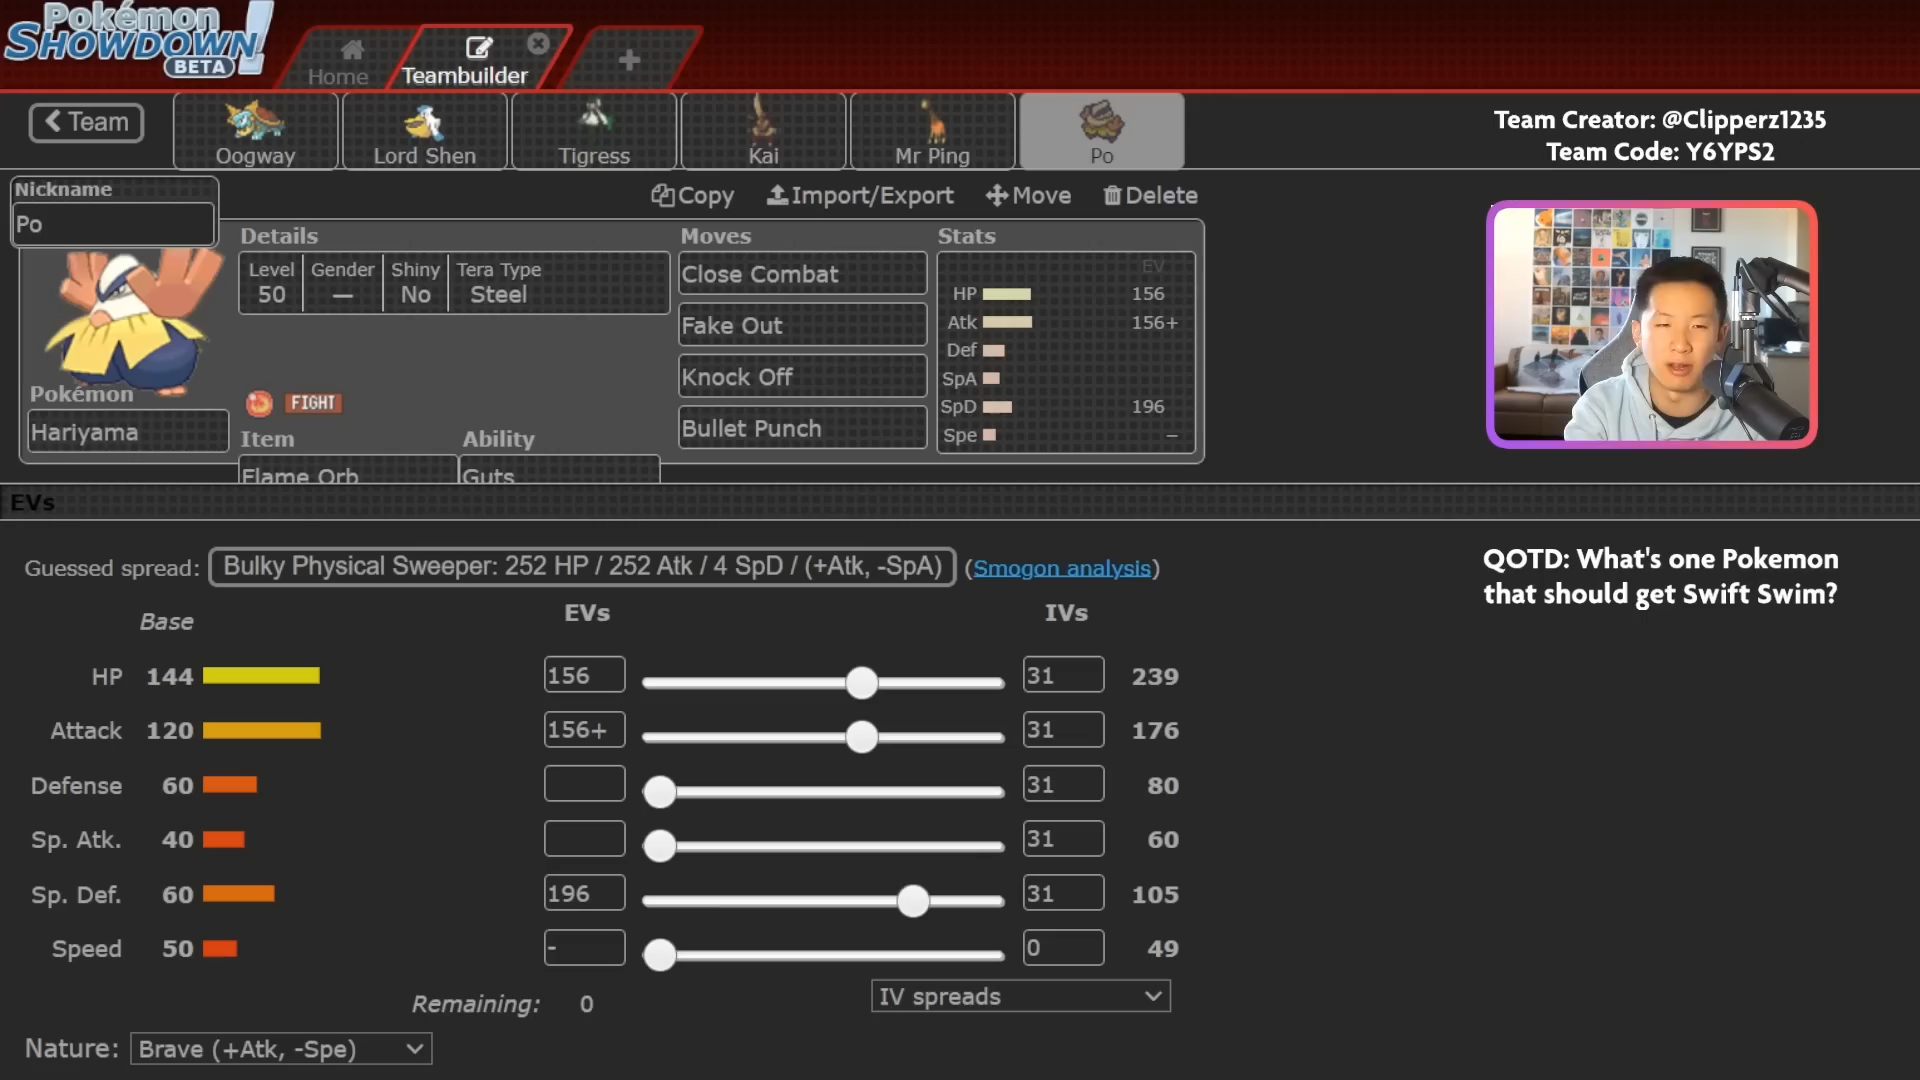 Pokémon
SHOWDOWN!
BETA
Home
Teambuilder
Team
Oogway
Lord Shen
Tigress
Kai
Mr Ping
Po
Team Creator: @Clipperz1235
Team Code: Y6YPS2
Copy
Import/Export
Move
Delete
Nickname
Po
Pokémon
Hariyama
Details
Level
50
Gender
—
Shiny
No
Tera Type
Steel
FIGHT
Item
Flame Orb
Ability
Guts
Moves
Close Combat
Fake Out
Knock Off
Bullet Punch
Stats
EV
HP 156
Atk 156+
Def
SpA
SpD 196
Spe −
EVs
Guessed spread: Bulky Physical Sweeper: 252 HP / 252 Atk / 4 SpD / (+Atk, -SpA) (Smogon analysis)
Base EVs IVs
HP 144 156 31 239
Attack 120 156+ 31 176
Defense 60 31 80
Sp. Atk. 40 31 60
Sp. Def. 60 196 31 105
Speed 50 - 0 49
Remaining: 0
IV spreads
Nature: Brave (+Atk, -Spe)
QOTD: What's one Pokemon
that should get Swift Swim?